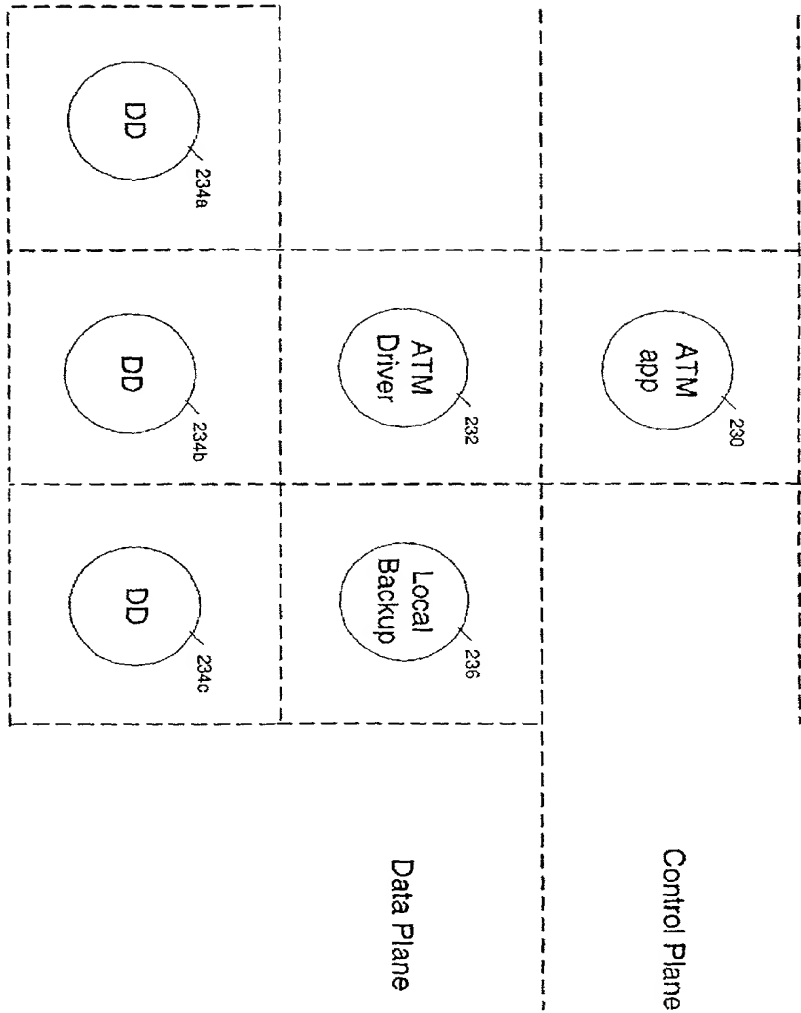 230
ATM
app
Control Plane
232
ATM
Driver
236
Local
Backup
Data Plane
234a
DD
234b
DD
234c
DD